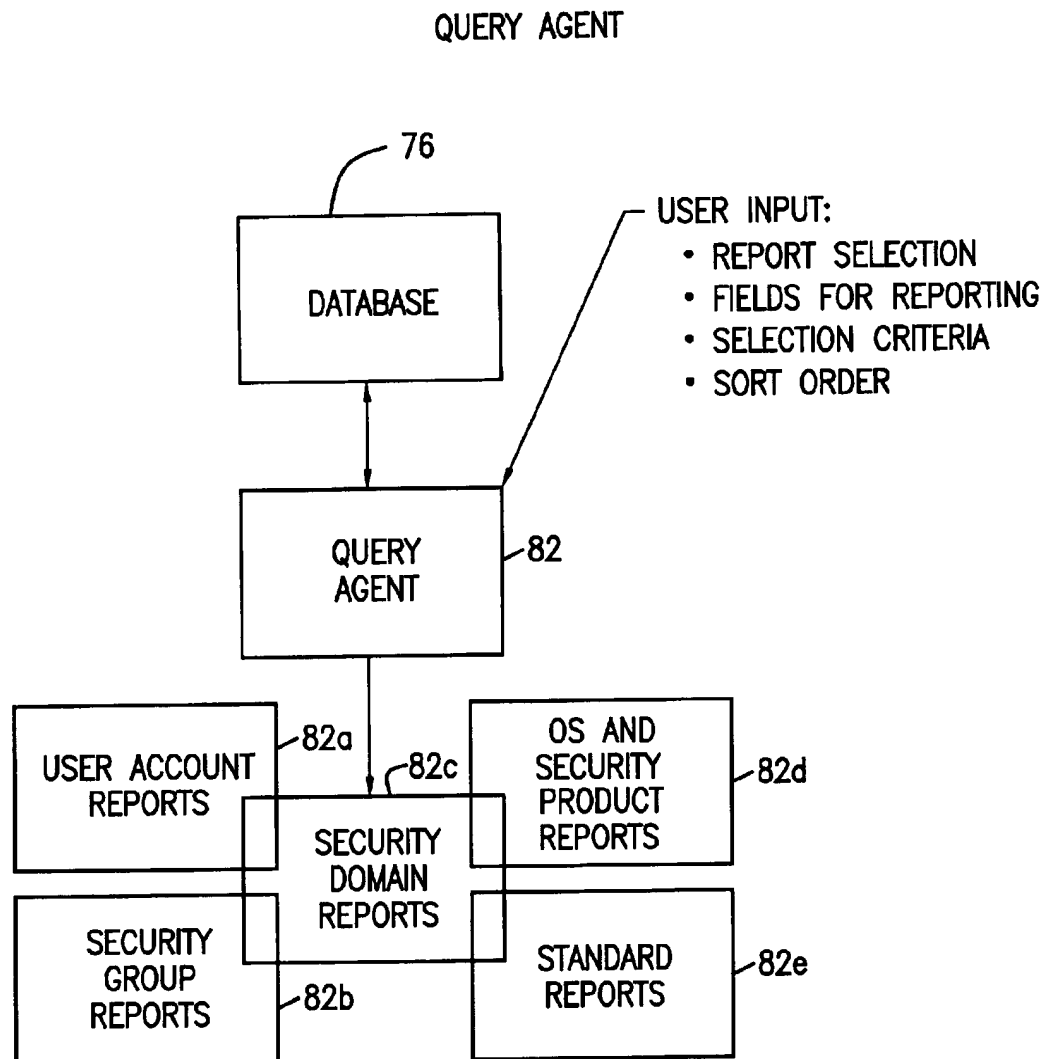 QUERY AGENT
76
DATABASE
USER INPUT:
• REPORT SELECTION
• FIELDS FOR REPORTING
• SELECTION CRITERIA
• SORT ORDER
QUERY
AGENT
82
USER ACCOUNT
REPORTS
82a
82c
SECURITY
DOMAIN
REPORTS
OS AND
SECURITY
PRODUCT
REPORTS
82d
SECURITY
GROUP
REPORTS
82b
STANDARD
REPORTS
82e